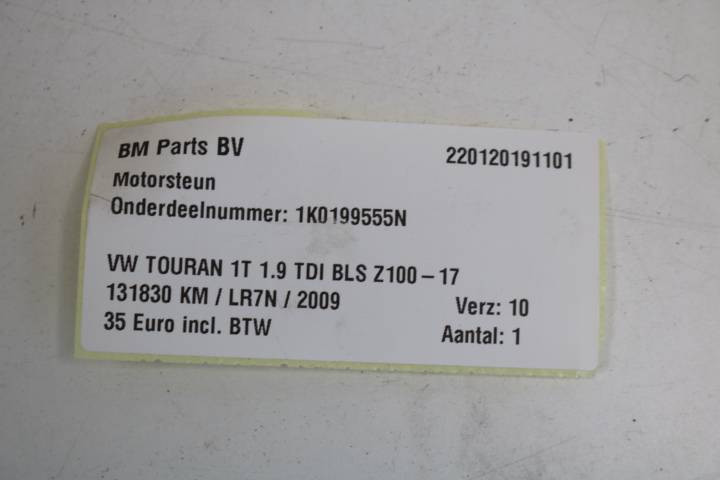 BM Parts BV 220120191101
Motorsteun
Onderdeelnummer: 1K0199555N
VW TOURAN 1T 1.9 TDI BLS Z100-17
131830 KM / LR7N / 2009 Verz: 10
35 Euro incl. BTW Aantal: 1